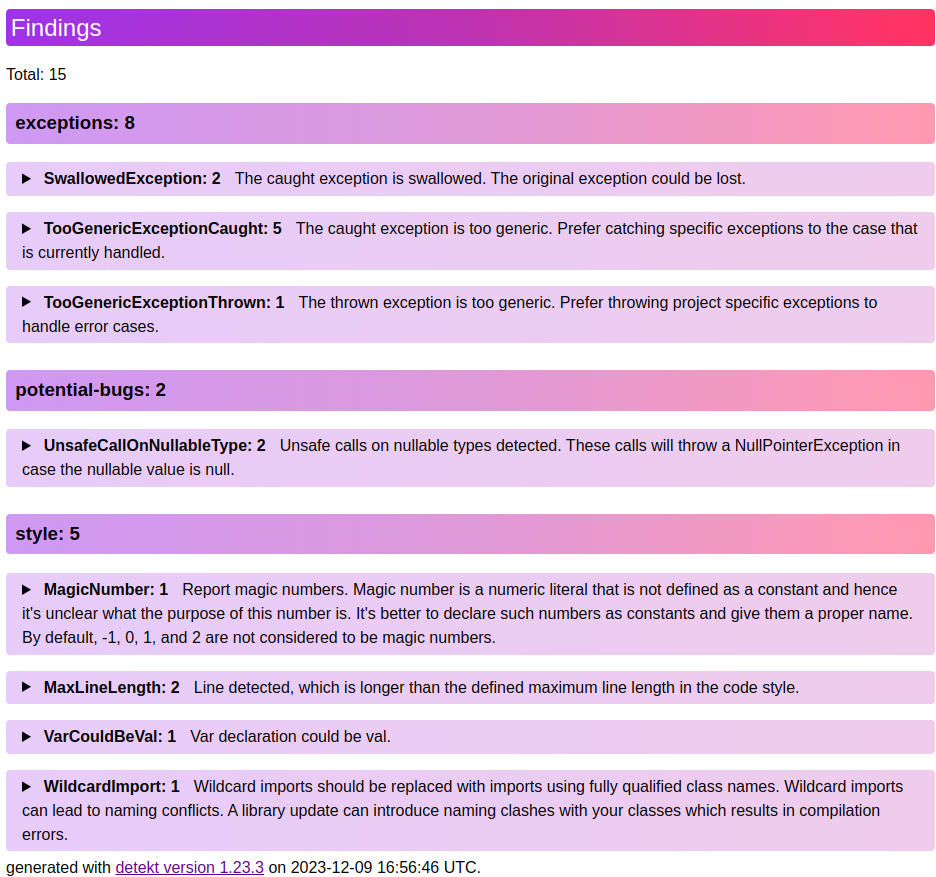 Findings
Total: 15
exceptions: 8
SwallowedException: 2 The caught exception is swallowed. The original exception could be lost.
TooGenericExceptionCaught: 5 The caught exception is too generic. Prefer catching specific exceptions to the case that
is currently handled.
TooGenericExceptionThrown: 1 The thrown exception is too generic. Prefer throwing project specific exceptions to
handle error cases.
potential-bugs: 2
UnsafeCallOnNullableType: 2 Unsafe calls on nullable types detected. These calls will throw a NullPointerException in
case the nullable value is null.
style: 5
MagicNumber: 1 Report magic numbers. Magic number is a numeric literal that is not defined as a constant and hence
it's unclear what the purpose of this number is. It's better to declare such numbers as constants and give them a proper name.
By default, -1, 0, 1, and 2 are not considered to be magic numbers.
MaxLineLength: 2 Line detected, which is longer than the defined maximum line length in the code style.
VarCouldBeVal: 1 Var declaration could be val.
WildcardImport: 1 Wildcard imports should be replaced with imports using fully qualified class names. Wildcard imports
can lead to naming conflicts. A library update can introduce naming clashes with your classes which results in compilation
errors.
generated with detekt version 1.23.3 on 2023-12-09 16:56:46 UTC.